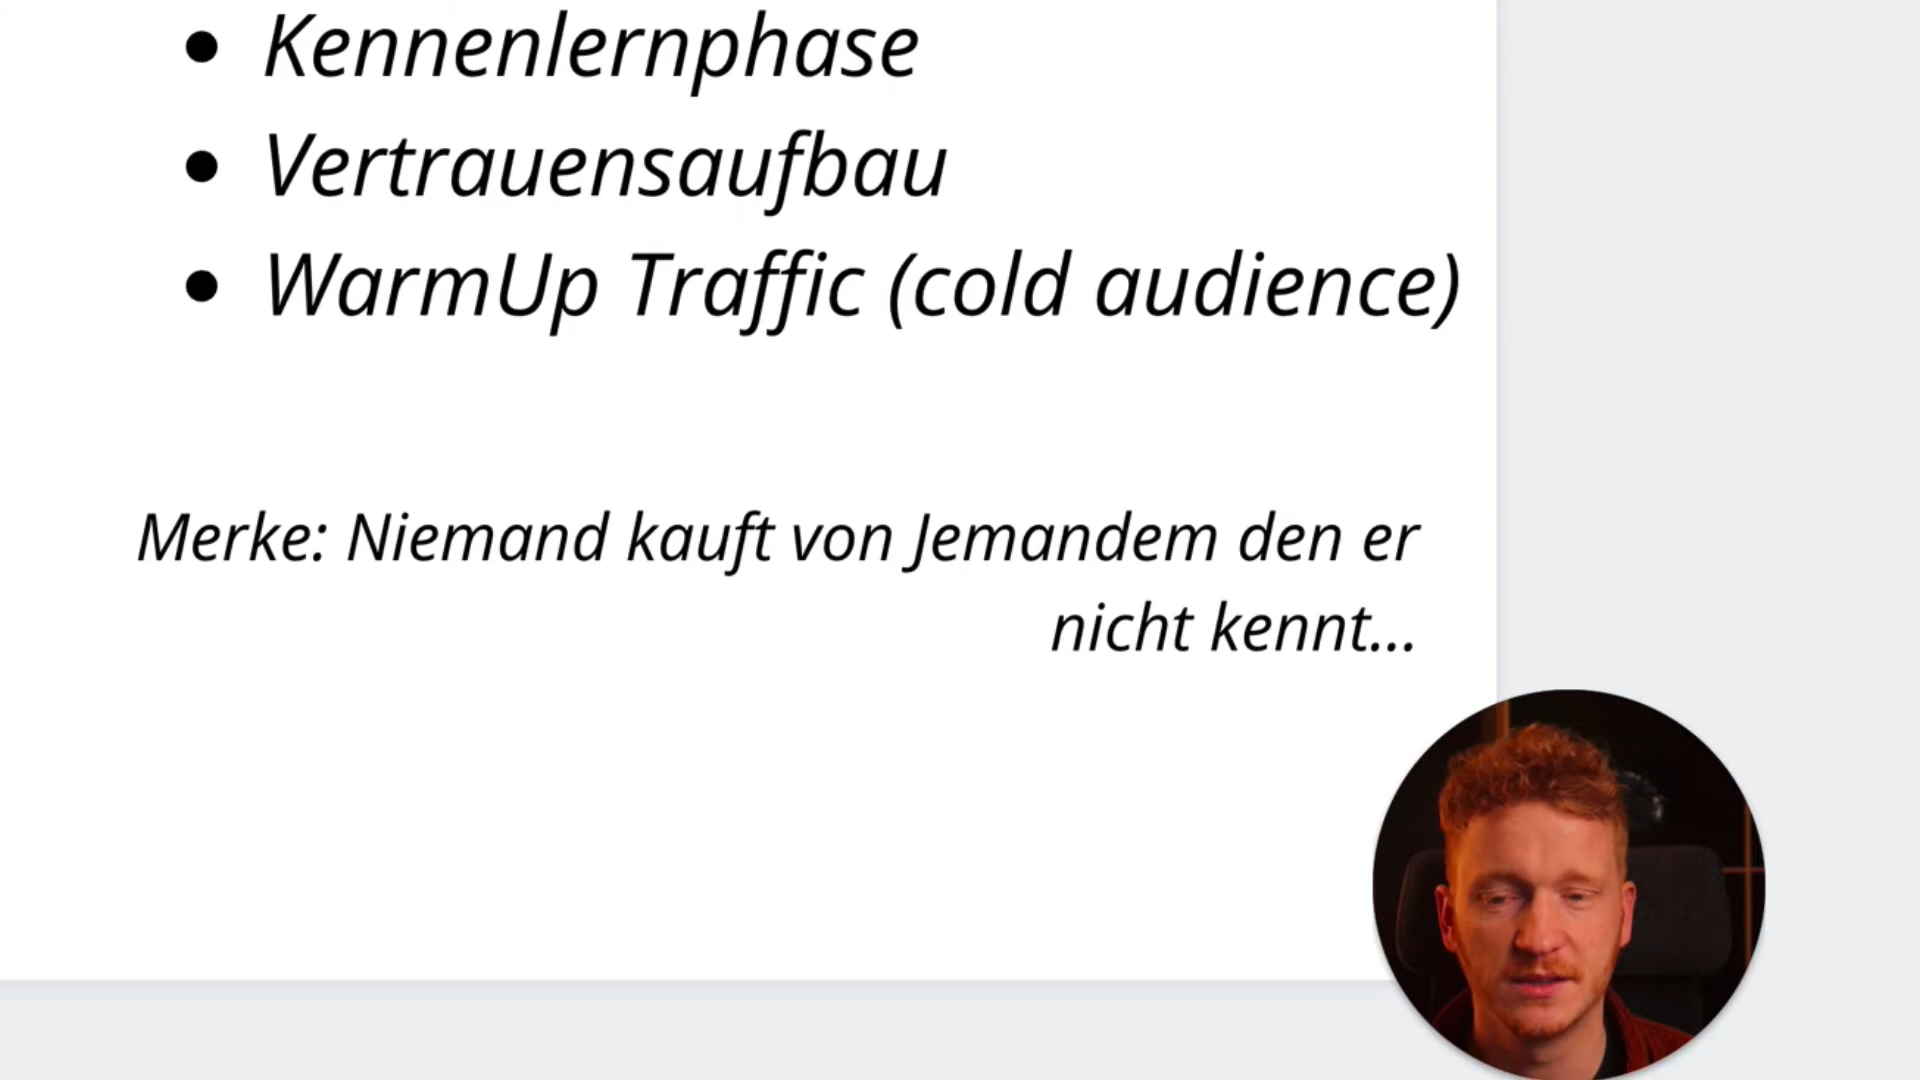 • Kennenlernphase
• Vertrauensaufbau
• WarmUp Traffic (cold audience)
Merke: Niemand kauft von Jemandem den er
nicht kennt...